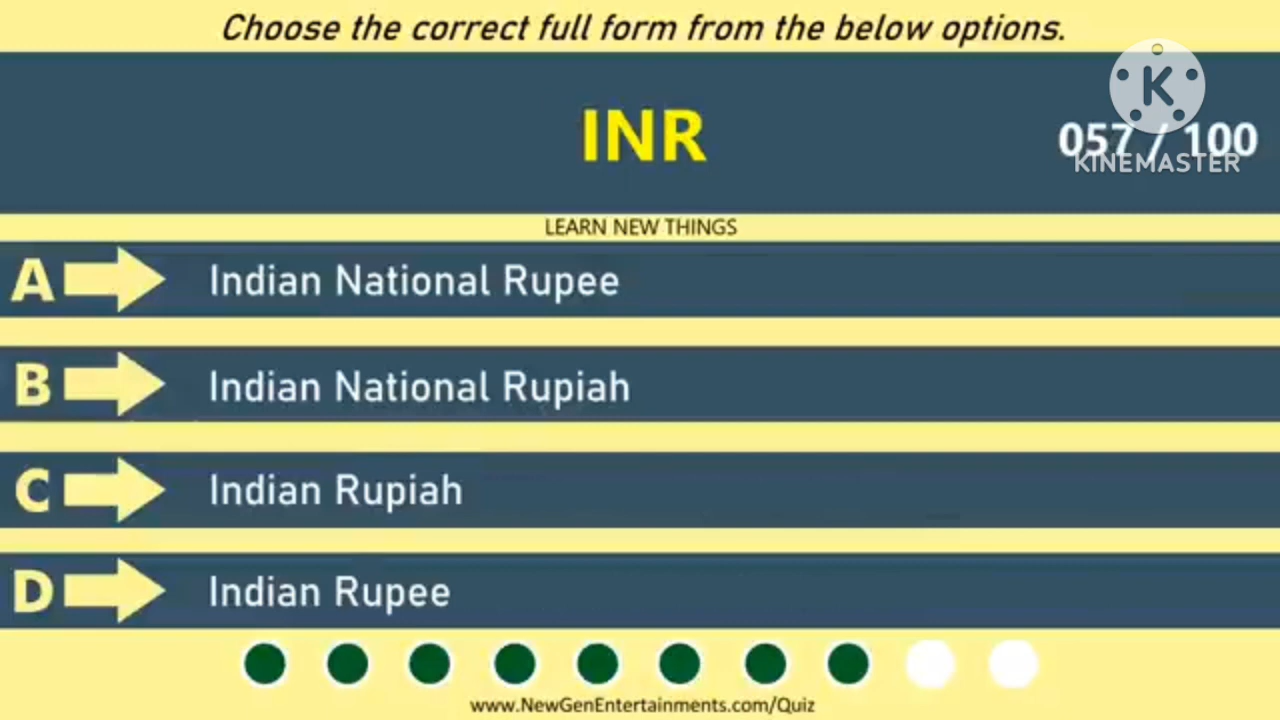 Choose the correct full form from the below options.
INR
K
057 / 100
KINEMASTER
LEARN NEW THINGS
A Indian National Rupee
B Indian National Rupiah
C Indian Rupiah
D Indian Rupee
www.NewGenEntertainments.com/Quiz